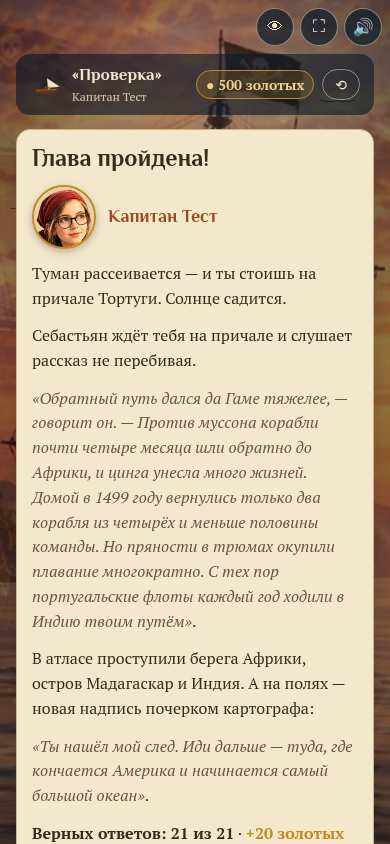 «Проверка»
Капитан Тест
● 500 золотых
Глава пройдена!
Капитан Тест
Туман рассеивается — и ты стоишь на
причале Тортуги. Солнце садится.
Себастьян ждёт тебя на причале и слушает
рассказ не перебивая.
«Обратный путь дался да Гаме тяжелее, —
говорит он. — Против муссона корабли
почти четыре месяца шли обратно до
Африки, и цинга унесла много жизней.
Домой в 1499 году вернулись только два
корабля из четырёх и меньше половины
команды. Но пряности в трюмах окупили
плавание многократно. С тех пор
португальские флоты каждый год ходили в
Индию твоим путём».
В атласе проступили берега Африки,
остров Мадагаскар и Индия. А на полях —
новая надпись почерком картографа:
«Ты нашёл мой след. Иди дальше — туда, где
кончается Америка и начинается самый
большой океан».
Верных ответов: 21 из 21 · +20 золотых